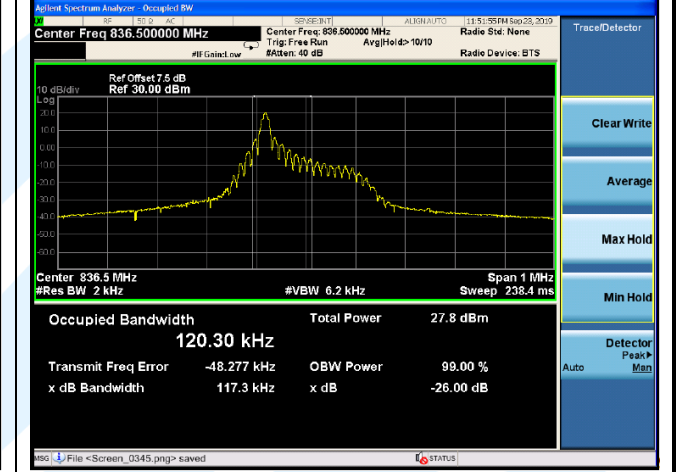 Agilent Spectrum Analyzer - Occupied BW
RF 50 Ω AC SENSE:INT ALIGN AUTO 11:51:55 PM Sep 23, 2019
Center Freq 836.500000 MHz Center Freq: 836.500000 MHz Radio Std: None
Trig: Free Run Avg|Hold:> 10/10
#IFGain:Low #Atten: 40 dB Radio Device: BTS
Trace/Detector
Ref Offset 7.5 dB
10 dB/div Ref 30.00 dBm
Log
20.0
10.0
0.00
-10.0
-20.0
-30.0
-40.0
-50.0
-60.0
Center 836.5 MHz Span 1 MHz
#Res BW 2 kHz #VBW 6.2 kHz Sweep 238.4 ms
Occupied Bandwidth Total Power 27.8 dBm
120.30 kHz
Transmit Freq Error -48.277 kHz OBW Power 99.00 %
x dB Bandwidth 117.3 kHz x dB -26.00 dB
Clear Write
Average
Max Hold
Min Hold
Detector
Peak▶
Auto Man
MSG File <Screen_0345.png> saved STATUS